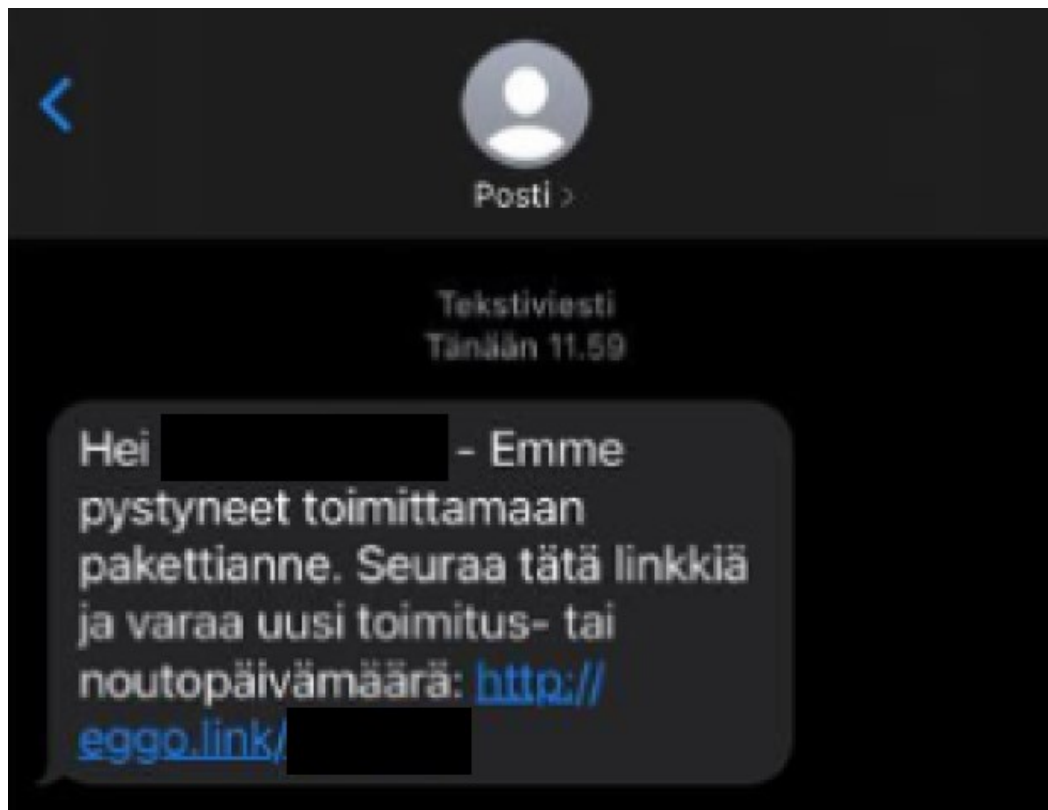 Posti >
Tekstiviesti
Tänään 11.59
Hei - Emme
pystyneet toimittamaan
pakettianne. Seuraa tätä linkkiä
ja varaa uusi toimitus- tai
noutopäivämäärä: http://
eggo.link/